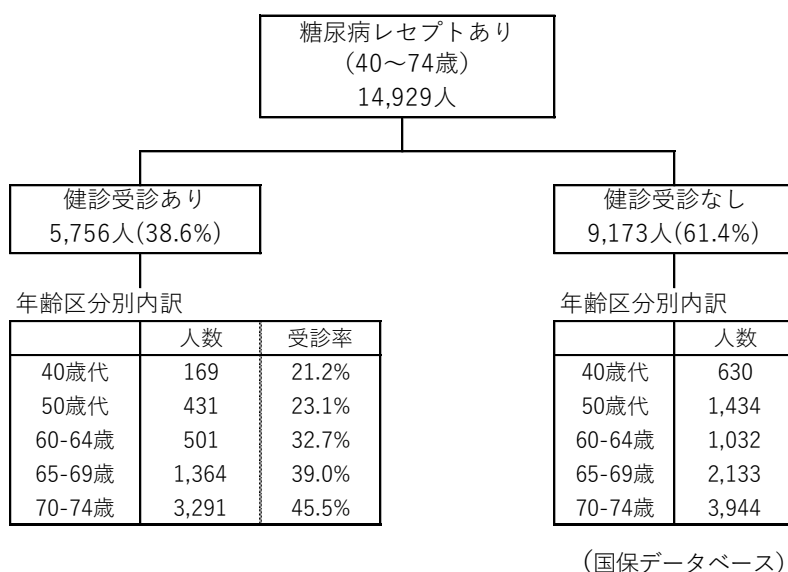 糖尿病レセプトあり
(40～74歳)
14,929人
健診受診あり
5,756人(38.6%)
健診受診なし
9,173人(61.4%)
年齢区分別内訳
人数 受診率
40歳代 169 21.2%
50歳代 431 23.1%
60-64歳 501 32.7%
65-69歳 1,364 39.0%
70-74歳 3,291 45.5%
年齢区分別内訳
人数
40歳代 630
50歳代 1,434
60-64歳 1,032
65-69歳 2,133
70-74歳 3,944
(国保データベース)